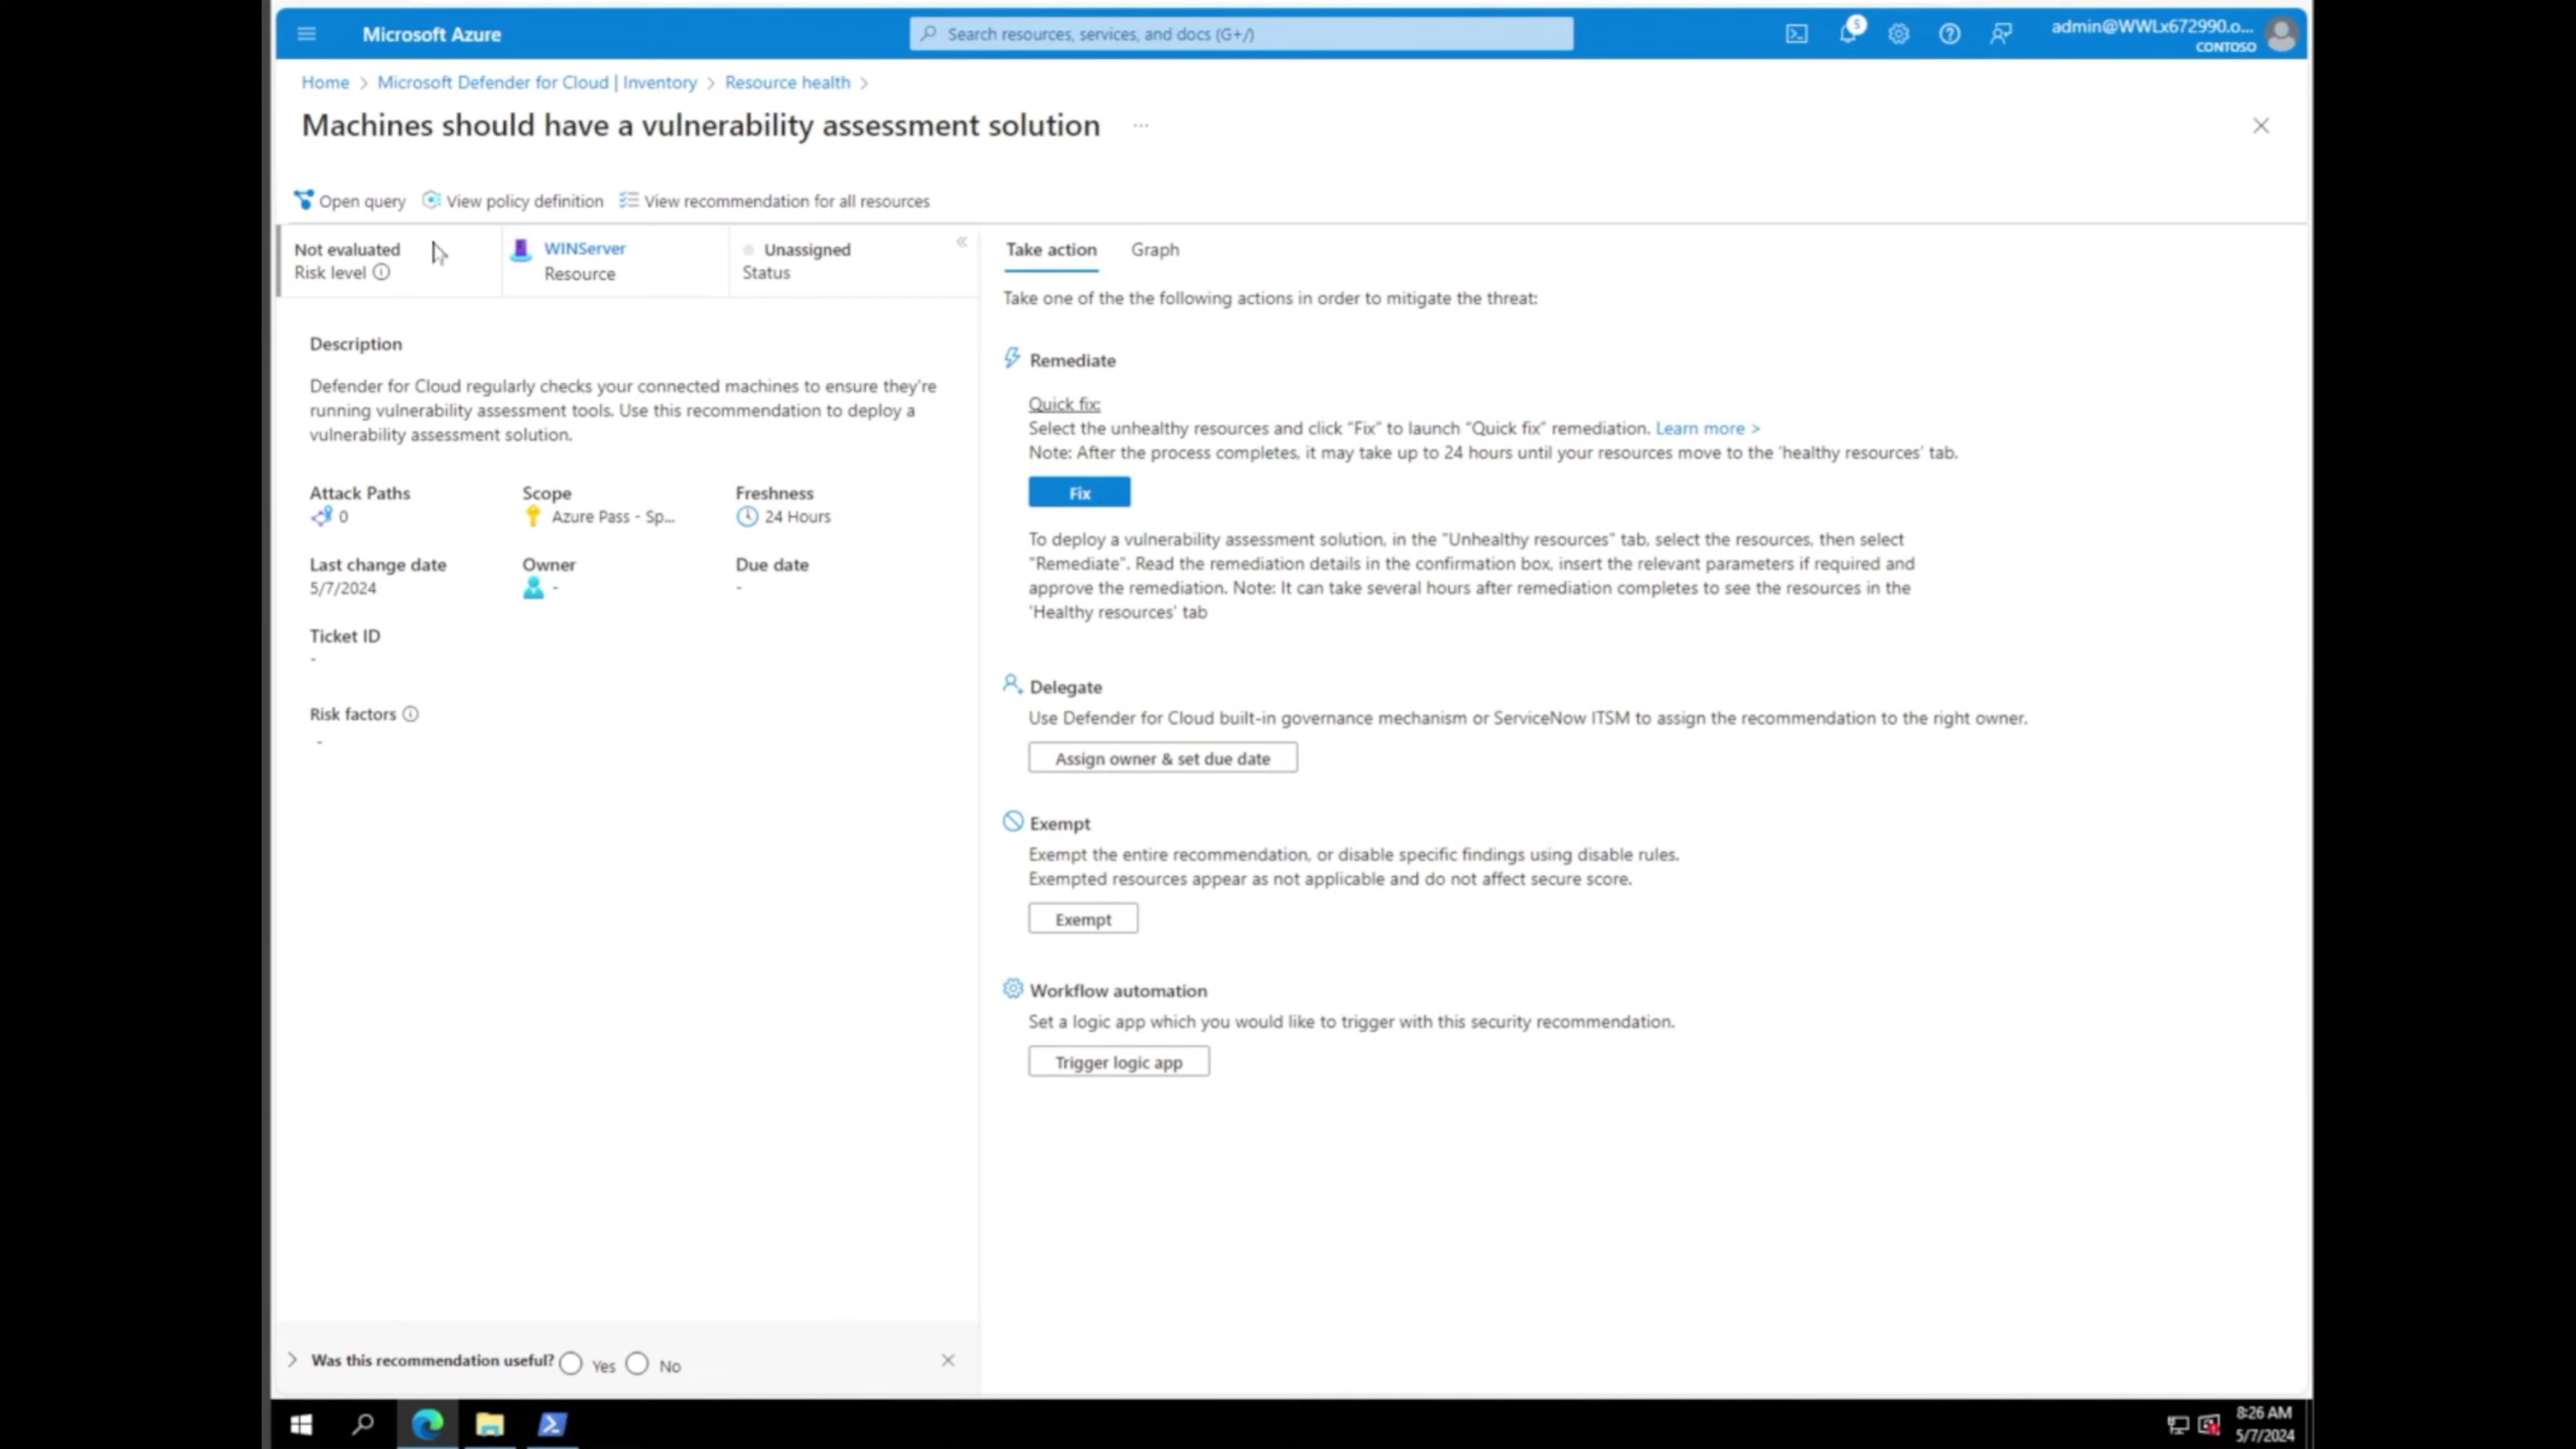 Microsoft Azure
Search resources, services, and docs (G+/)
5
admin@WWLx672990.o...
CONTOSO
Home > Microsoft Defender for Cloud | Inventory > Resource health >
Machines should have a vulnerability assessment solution ...
Open query View policy definition View recommendation for all resources
Not evaluated
Risk level
WINServer
Resource
Unassigned
Status
Description
Defender for Cloud regularly checks your connected machines to ensure they're
running vulnerability assessment tools. Use this recommendation to deploy a
vulnerability assessment solution.
Attack Paths Scope Freshness
0 Azure Pass - Sp... 24 Hours
Last change date Owner Due date
5/7/2024 - -
Ticket ID
-
Risk factors
-
Was this recommendation useful? Yes No
Take action Graph
Take one of the the following actions in order to mitigate the threat:
Remediate
Quick fix:
Select the unhealthy resources and click "Fix" to launch "Quick fix" remediation. Learn more >
Note: After the process completes, it may take up to 24 hours until your resources move to the 'healthy resources' tab.
Fix
To deploy a vulnerability assessment solution, in the "Unhealthy resources" tab, select the resources, then select
"Remediate". Read the remediation details in the confirmation box, insert the relevant parameters if required and
approve the remediation. Note: It can take several hours after remediation completes to see the resources in the
'Healthy resources' tab
Delegate
Use Defender for Cloud built-in governance mechanism or ServiceNow ITSM to assign the recommendation to the right owner.
Assign owner & set due date
Exempt
Exempt the entire recommendation, or disable specific findings using disable rules.
Exempted resources appear as not applicable and do not affect secure score.
Exempt
Workflow automation
Set a logic app which you would like to trigger with this security recommendation.
Trigger logic app
8:26 AM
5/7/2024